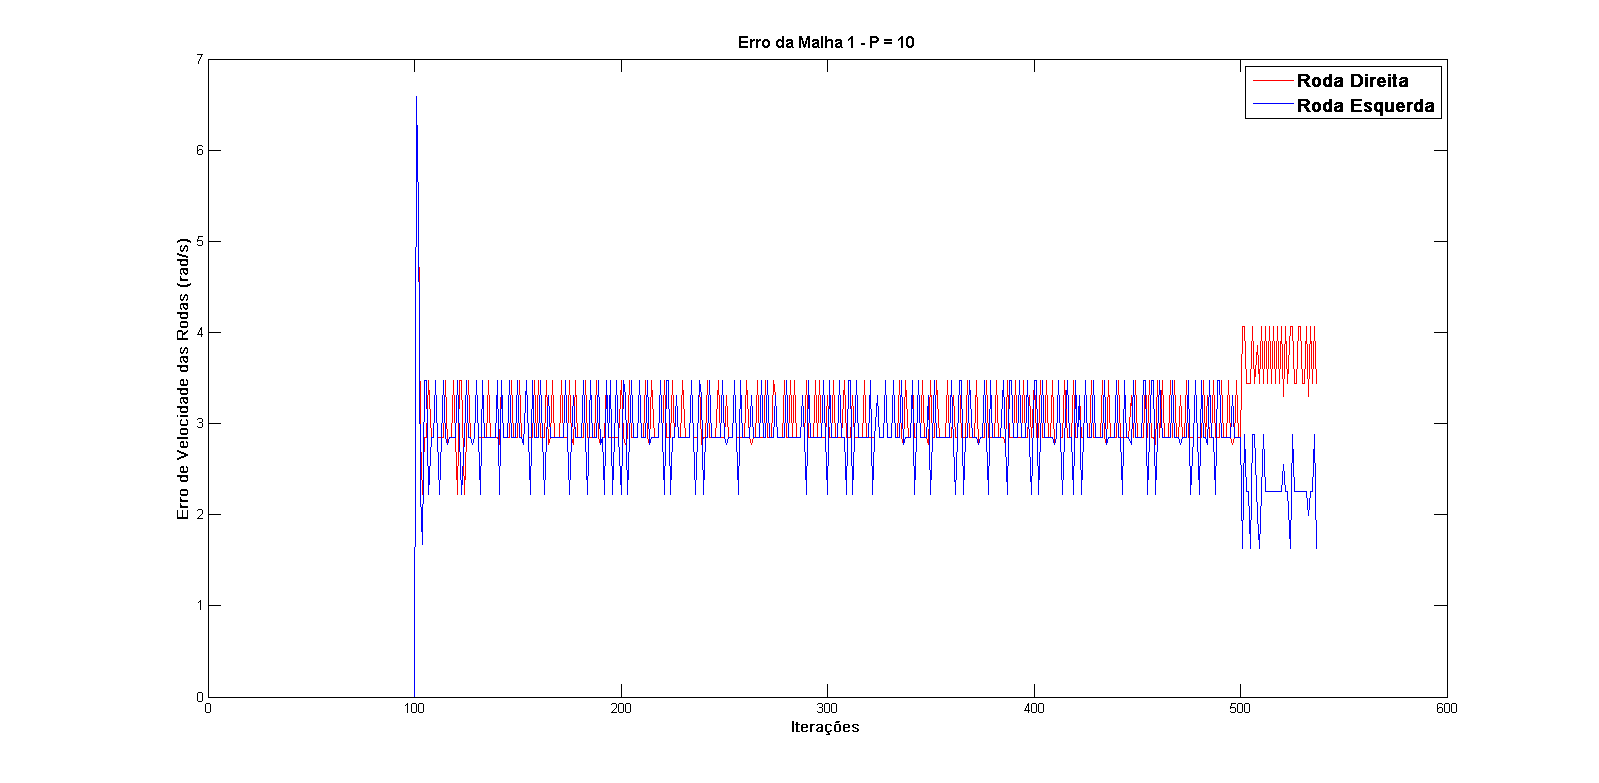 Erro da Malha 1 - P = 10
Roda Direita
Roda Esquerda
Erro de Velocidade das Rodas (rad/s)
7
6
5
4
3
2
1
0
0 100 200 300 400 500 600
Iterações